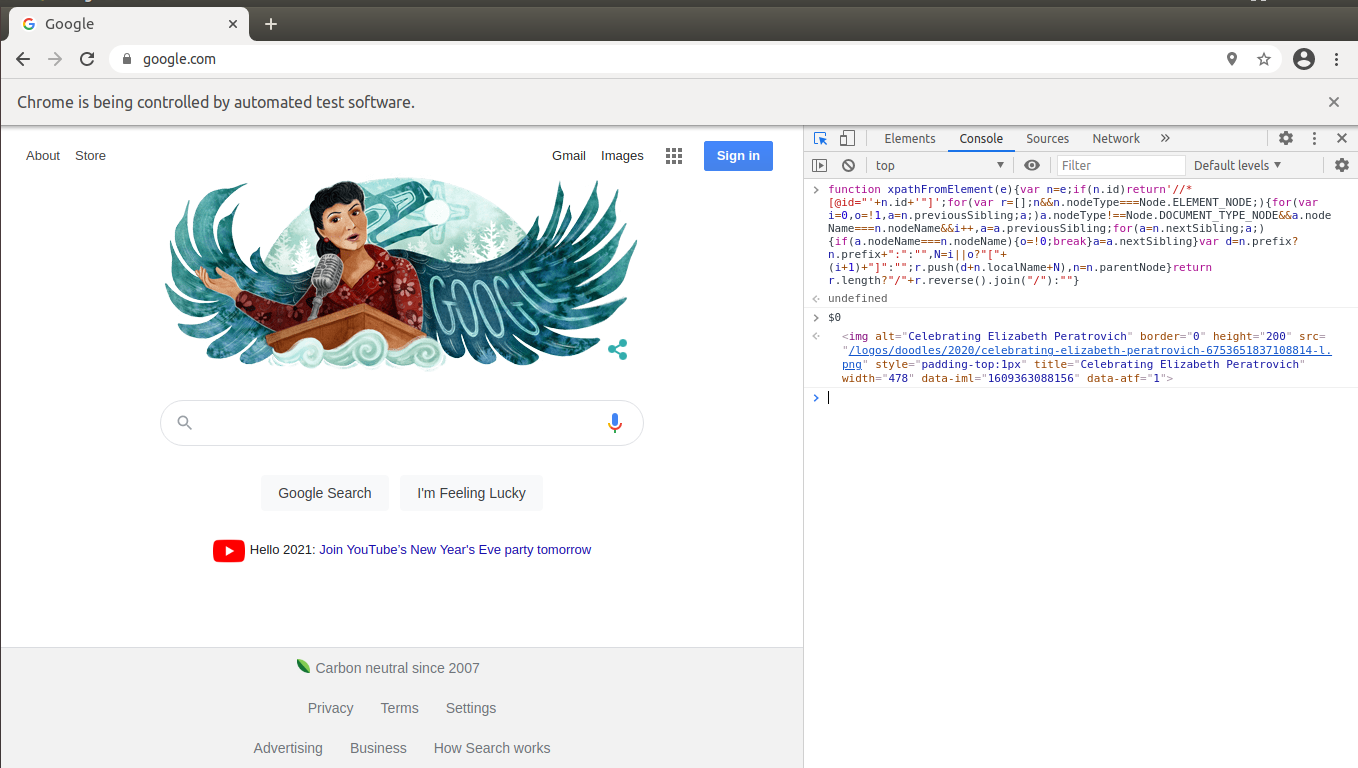 Google
google.com
Chrome is being controlled by automated test software.
About Store Gmail Images Sign in
GOOGLE
Google Search I'm Feeling Lucky
Hello 2021: Join YouTube's New Year's Eve party tomorrow
Carbon neutral since 2007
Privacy Terms Settings
Advertising Business How Search works
Elements Console Sources Network »
top Filter Default levels
function xpathFromElement(e){var n=e;if(n.id)return'//*
[@id="'+n.id+'"]';for(var r=[];n&&n.nodeType===Node.ELEMENT_NODE;){for(var
i=0,o=!1,a=n.previousSibling;a;)a.nodeType!==Node.DOCUMENT_TYPE_NODE&&a.node
Name===n.nodeName&&i++,a=a.previousSibling;for(a=n.nextSibling;a;)
{if(a.nodeName===n.nodeName){o=!0;break}a=a.nextSibling}var d=n.prefix?
n.prefix+":":"",N=i||o?"["+
(i+1)+"]":"";r.push(d+n.localName+N),n=n.parentNode}return
r.length?"/"+r.reverse().join("/"):""}
undefined
$0
<img alt="Celebrating Elizabeth Peratrovich" border="0" height="200" src=
"/logos/doodles/2020/celebrating-elizabeth-peratrovich-6753651837108814-l.
png" style="padding-top:1px" title="Celebrating Elizabeth Peratrovich"
width="478" data-iml="1609363088156" data-atf="1">